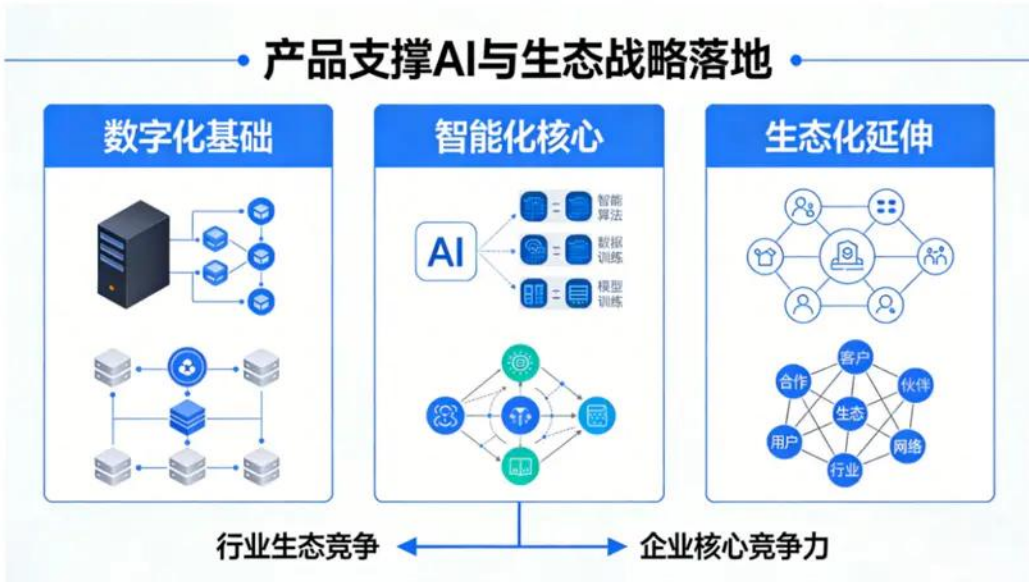 产品支撑AI与生态战略落地
数字化基础
智能化核心
生态化延伸
AI
智能
算法
数据
训练
模型
训练
客户
合作
伙伴
生态
用户
网络
行业
行业生态竞争
企业核心竞争力